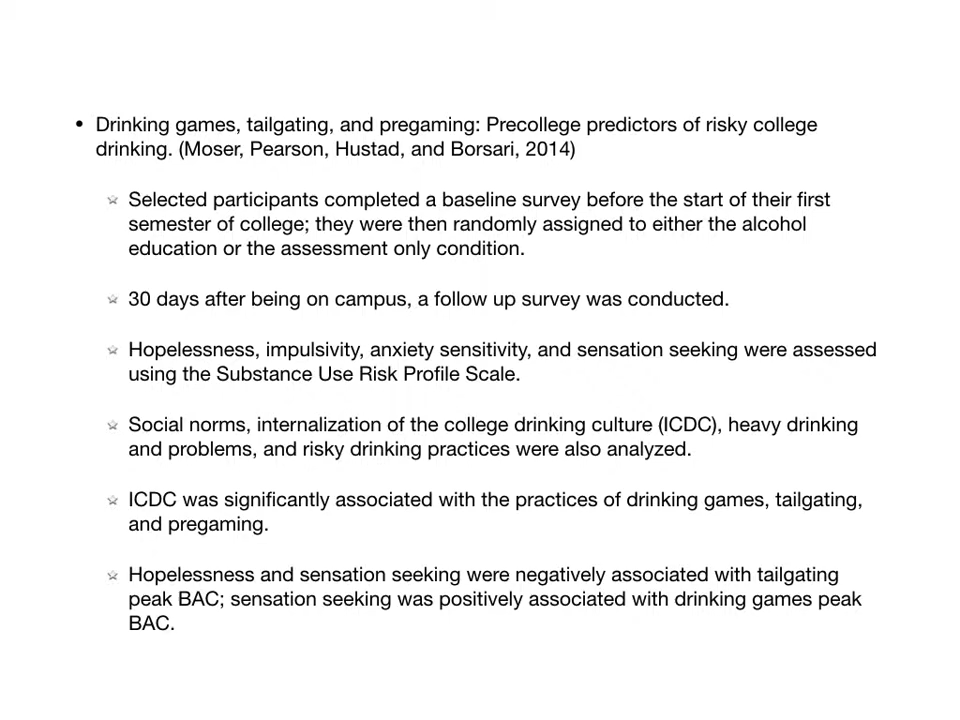 • Drinking games, tailgating, and pregaming: Precollege predictors of risky college
drinking. (Moser, Pearson, Hustad, and Borsari, 2014)
☆ Selected participants completed a baseline survey before the start of their first
semester of college; they were then randomly assigned to either the alcohol
education or the assessment only condition.
☆ 30 days after being on campus, a follow up survey was conducted.
☆ Hopelessness, impulsivity, anxiety sensitivity, and sensation seeking were assessed
using the Substance Use Risk Profile Scale.
☆ Social norms, internalization of the college drinking culture (ICDC), heavy drinking
and problems, and risky drinking practices were also analyzed.
☆ ICDC was significantly associated with the practices of drinking games, tailgating,
and pregaming.
☆ Hopelessness and sensation seeking were negatively associated with tailgating
peak BAC; sensation seeking was positively associated with drinking games peak
BAC.